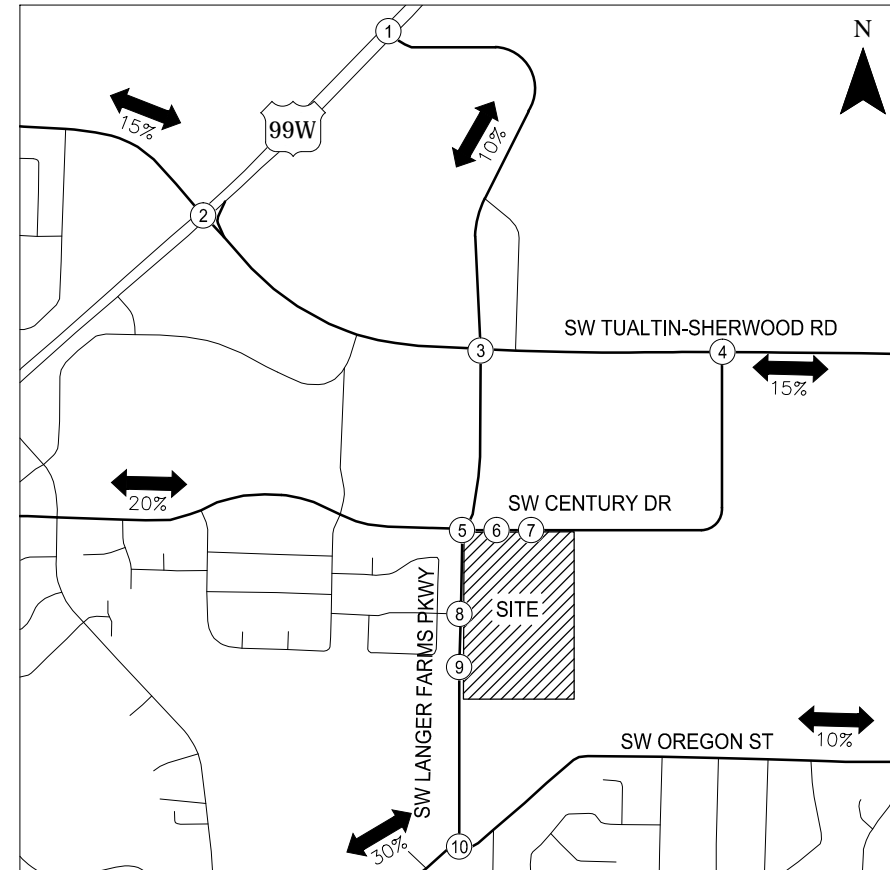 1
N
15%
99W
10%
2
SW TUALTIN-SHERWOOD RD
3
4
15%
20%
SW CENTURY DR
5
6
7
SW LANGER FARMS PKWY
8
SITE
9
SW OREGON ST
10%
30%
10